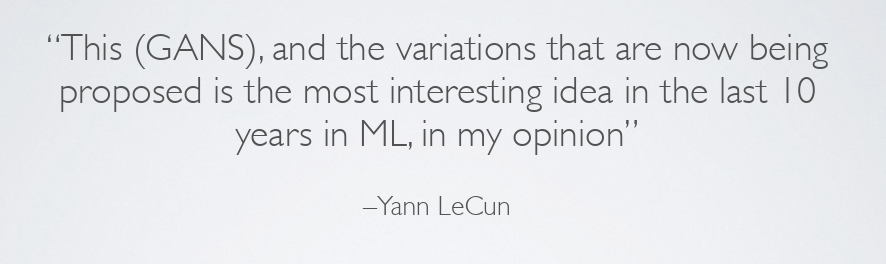 “This (GANS), and the variations that are now being
proposed is the most interesting idea in the last 10
years in ML, in my opinion”
–Yann LeCun